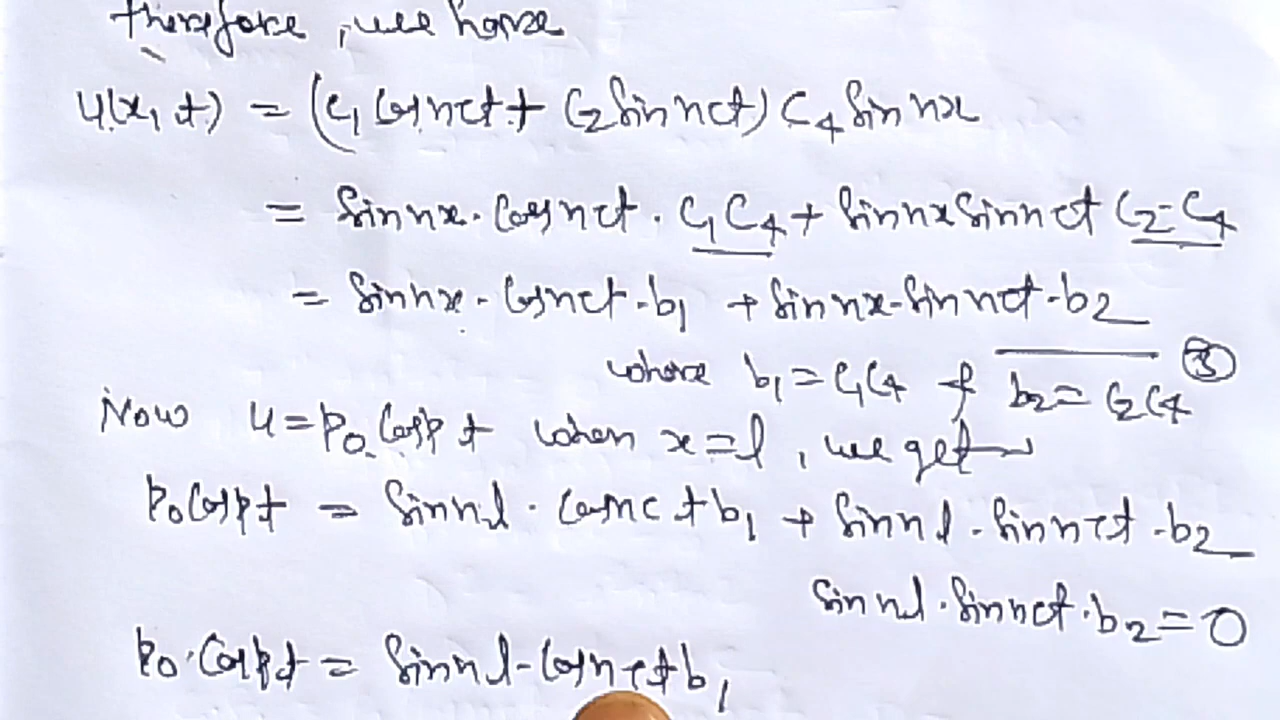 therefore, we have
u(x, t) = (c₁ cos nct + c₂ sin nct) c₄ sin nx
= sin nx · cos nct · c₁c₄ + sin nx sin nct c₂ · c₄
= sin nx · cos nct · b₁ + sin nx · sin nct · b₂
where b₁ = c₁c₄ & b₂ = c₂c₄ ③
Now u = p₀ cos pt when x = l, we get
p₀ cos pt = sin nl · cos nct b₁ + sin nl · sin nct · b₂
sin nl · sin nct · b₂ = 0
p₀ · cos pt = sin nl · cos nct b₁